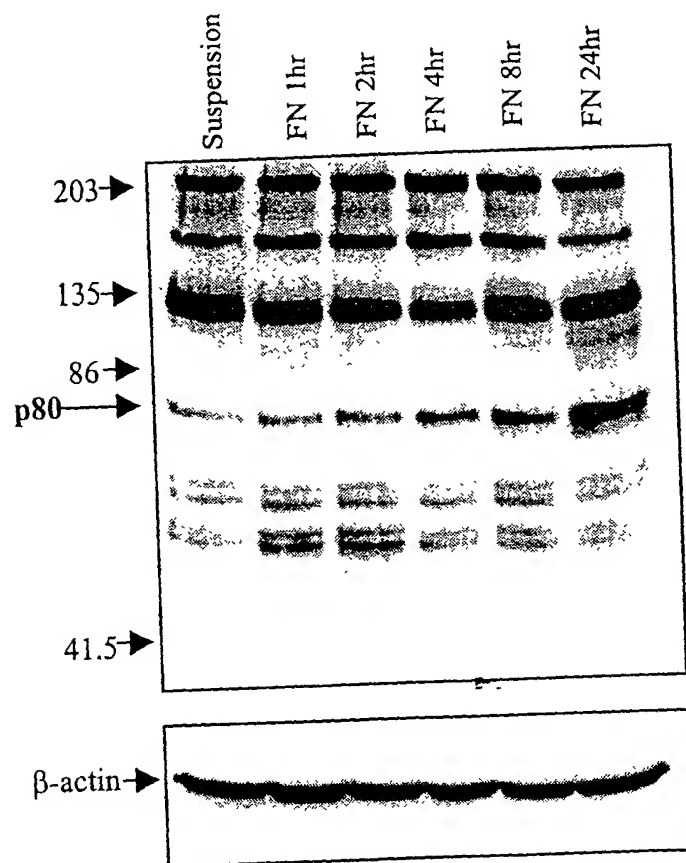 Suspension
FN 1hr
FN 2hr
FN 4hr
FN 8hr
FN 24hr
203
135
86
p80
41.5
β-actin